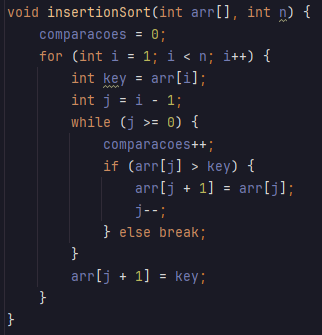 void insertionSort(int arr[], int n) {
    comparacoes = 0;
    for (int i = 1; i < n; i++) {
        int key = arr[i];
        int j = i - 1;
        while (j >= 0) {
            comparacoes++;
            if (arr[j] > key) {
                arr[j + 1] = arr[j];
                j--;
            } else break;
        }
        arr[j + 1] = key;
    }
}